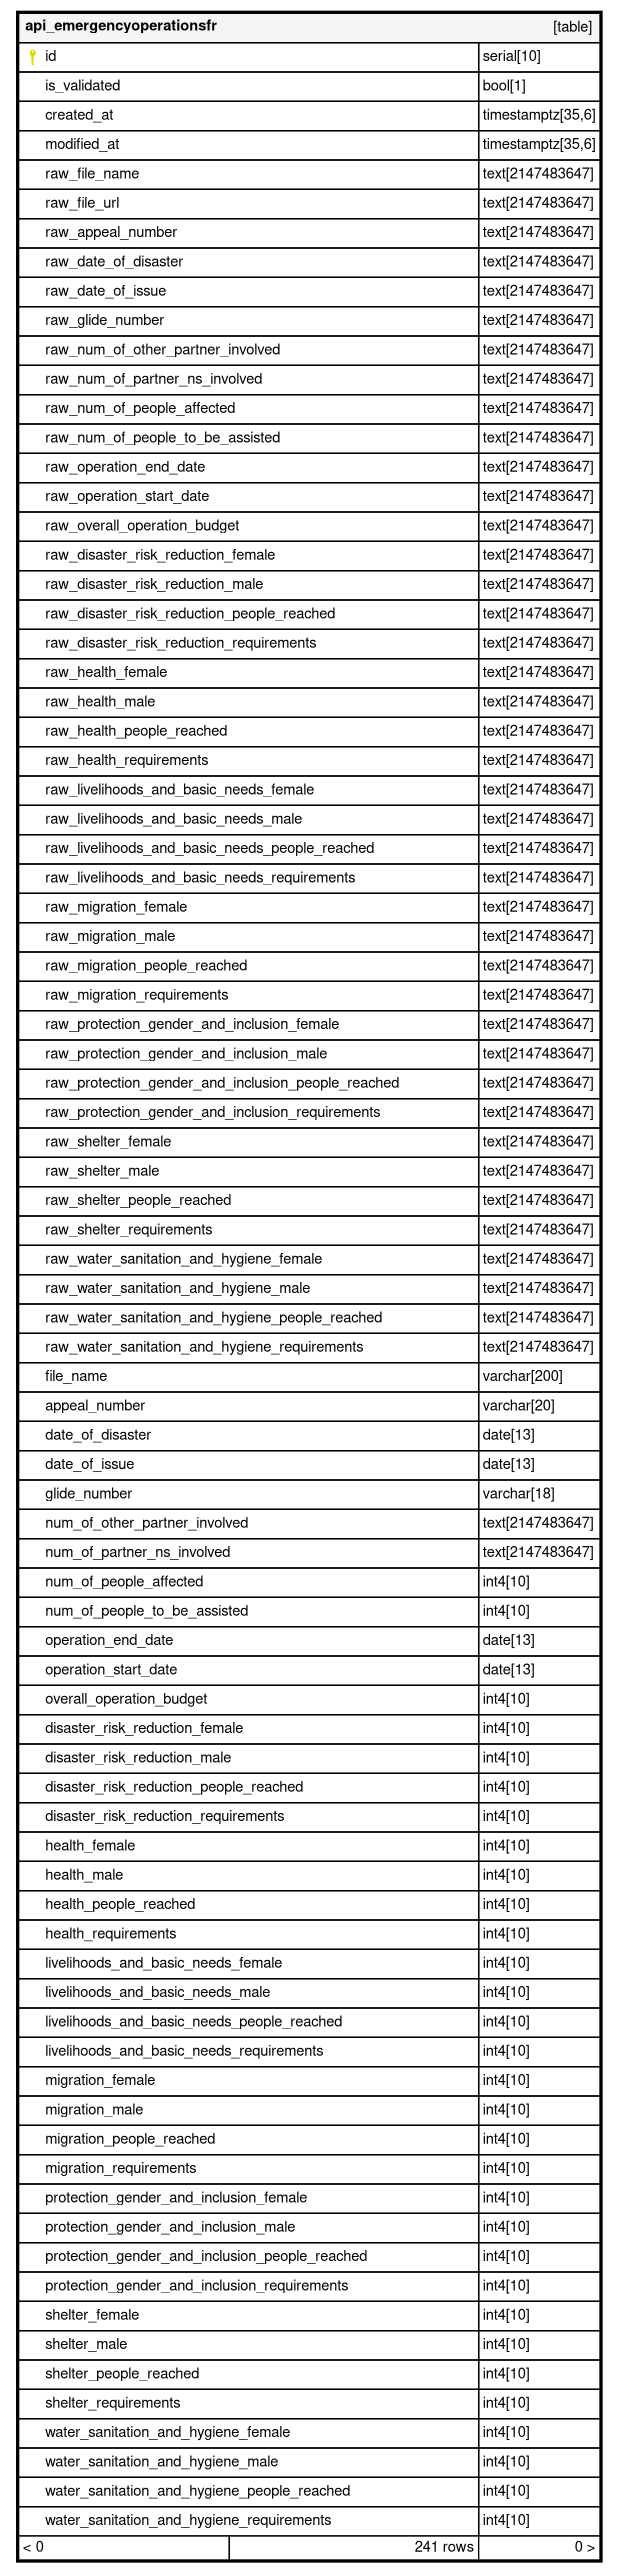 api_emergencyoperationsfr [table]
id serial[10]
is_validated bool[1]
created_at timestamptz[35,6]
modified_at timestamptz[35,6]
raw_file_name text[2147483647]
raw_file_url text[2147483647]
raw_appeal_number text[2147483647]
raw_date_of_disaster text[2147483647]
raw_date_of_issue text[2147483647]
raw_glide_number text[2147483647]
raw_num_of_other_partner_involved text[2147483647]
raw_num_of_partner_ns_involved text[2147483647]
raw_num_of_people_affected text[2147483647]
raw_num_of_people_to_be_assisted text[2147483647]
raw_operation_end_date text[2147483647]
raw_operation_start_date text[2147483647]
raw_overall_operation_budget text[2147483647]
raw_disaster_risk_reduction_female text[2147483647]
raw_disaster_risk_reduction_male text[2147483647]
raw_disaster_risk_reduction_people_reached text[2147483647]
raw_disaster_risk_reduction_requirements text[2147483647]
raw_health_female text[2147483647]
raw_health_male text[2147483647]
raw_health_people_reached text[2147483647]
raw_health_requirements text[2147483647]
raw_livelihoods_and_basic_needs_female text[2147483647]
raw_livelihoods_and_basic_needs_male text[2147483647]
raw_livelihoods_and_basic_needs_people_reached text[2147483647]
raw_livelihoods_and_basic_needs_requirements text[2147483647]
raw_migration_female text[2147483647]
raw_migration_male text[2147483647]
raw_migration_people_reached text[2147483647]
raw_migration_requirements text[2147483647]
raw_protection_gender_and_inclusion_female text[2147483647]
raw_protection_gender_and_inclusion_male text[2147483647]
raw_protection_gender_and_inclusion_people_reached text[2147483647]
raw_protection_gender_and_inclusion_requirements text[2147483647]
raw_shelter_female text[2147483647]
raw_shelter_male text[2147483647]
raw_shelter_people_reached text[2147483647]
raw_shelter_requirements text[2147483647]
raw_water_sanitation_and_hygiene_female text[2147483647]
raw_water_sanitation_and_hygiene_male text[2147483647]
raw_water_sanitation_and_hygiene_people_reached text[2147483647]
raw_water_sanitation_and_hygiene_requirements text[2147483647]
file_name varchar[200]
appeal_number varchar[20]
date_of_disaster date[13]
date_of_issue date[13]
glide_number varchar[18]
num_of_other_partner_involved text[2147483647]
num_of_partner_ns_involved text[2147483647]
num_of_people_affected int4[10]
num_of_people_to_be_assisted int4[10]
operation_end_date date[13]
operation_start_date date[13]
overall_operation_budget int4[10]
disaster_risk_reduction_female int4[10]
disaster_risk_reduction_male int4[10]
disaster_risk_reduction_people_reached int4[10]
disaster_risk_reduction_requirements int4[10]
health_female int4[10]
health_male int4[10]
health_people_reached int4[10]
health_requirements int4[10]
livelihoods_and_basic_needs_female int4[10]
livelihoods_and_basic_needs_male int4[10]
livelihoods_and_basic_needs_people_reached int4[10]
livelihoods_and_basic_needs_requirements int4[10]
migration_female int4[10]
migration_male int4[10]
migration_people_reached int4[10]
migration_requirements int4[10]
protection_gender_and_inclusion_female int4[10]
protection_gender_and_inclusion_male int4[10]
protection_gender_and_inclusion_people_reached int4[10]
protection_gender_and_inclusion_requirements int4[10]
shelter_female int4[10]
shelter_male int4[10]
shelter_people_reached int4[10]
shelter_requirements int4[10]
water_sanitation_and_hygiene_female int4[10]
water_sanitation_and_hygiene_male int4[10]
water_sanitation_and_hygiene_people_reached int4[10]
water_sanitation_and_hygiene_requirements int4[10]
< 0 241 rows 0 >